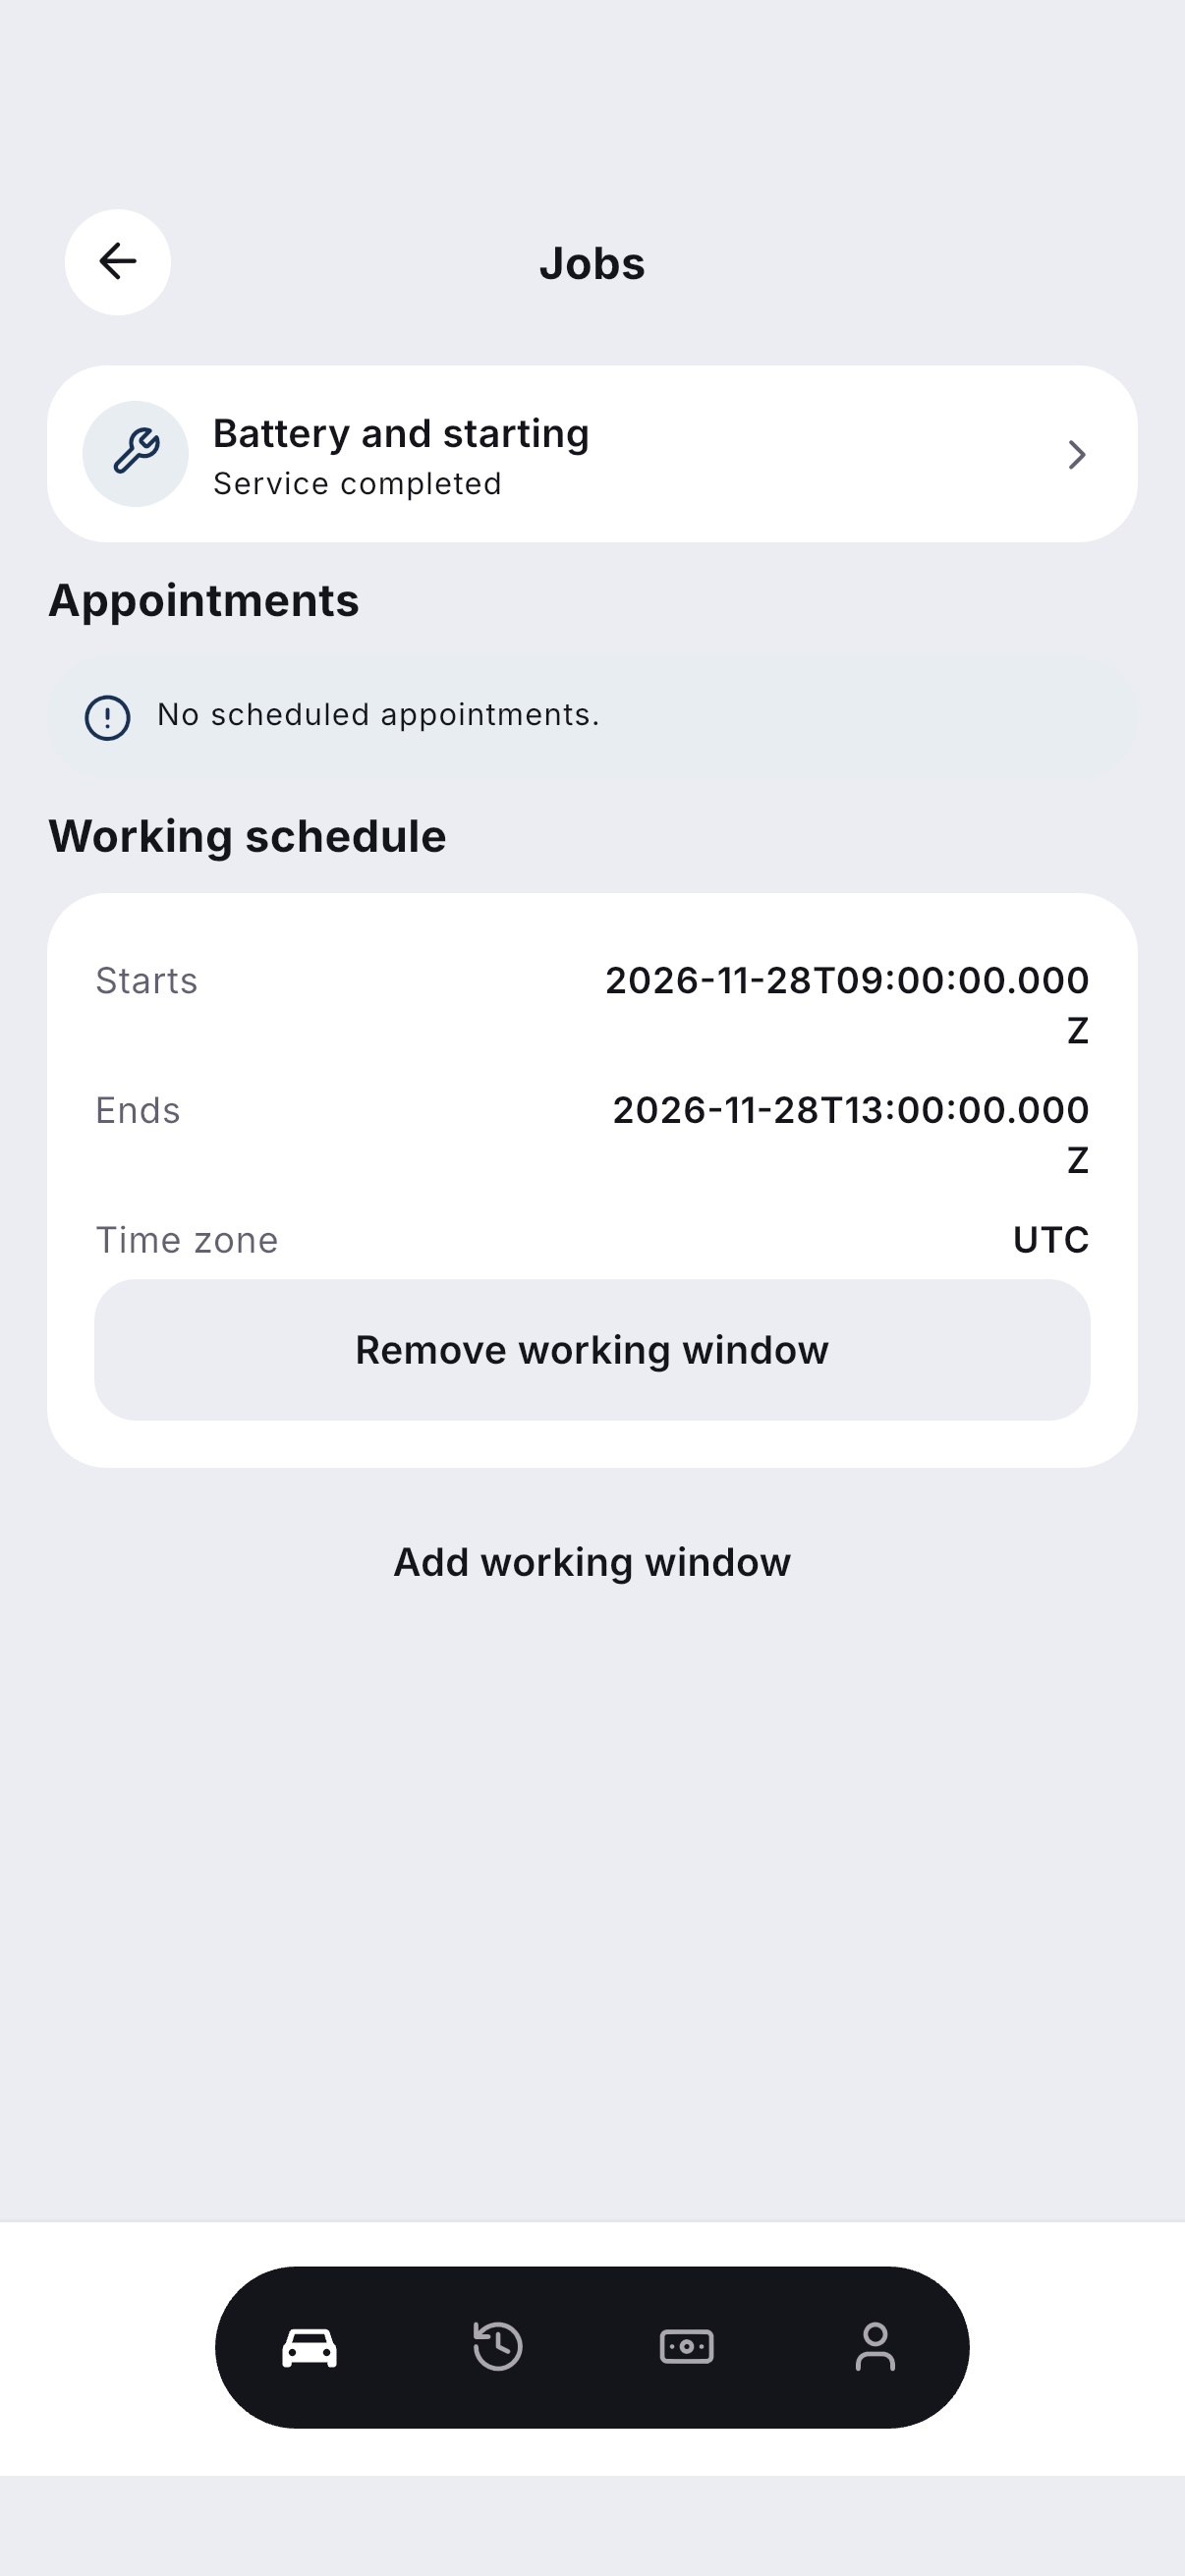 Jobs
Battery and starting
Service completed
Appointments
No scheduled appointments.
Working schedule
Starts 2026-11-28T09:00:00.000
Z
Ends 2026-11-28T13:00:00.000
Z
Time zone UTC
Remove working window
Add working window